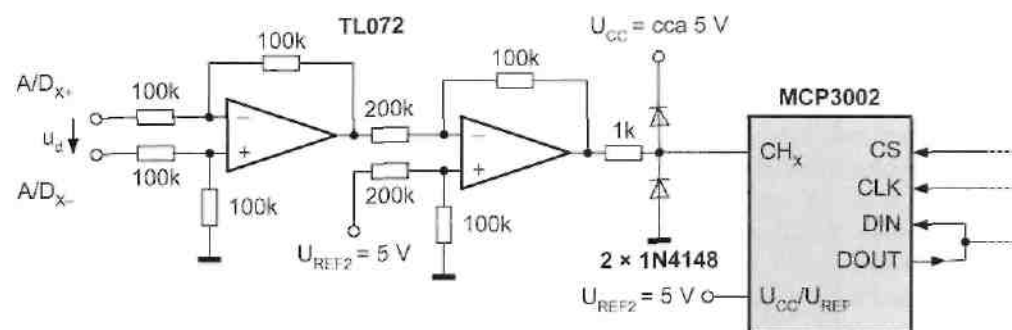 TL072
U_CC = cca 5 V
100k
100k
A/D_X+
100k
200k
MCP3002
1k
u_d
−
+
−
+
CH_X
CS
CLK
100k
200k
A/D_X−
100k
100k
DIN
DOUT
U_REF2 = 5 V
2 × 1N4148
U_REF2 = 5 V
U_CC/U_REF